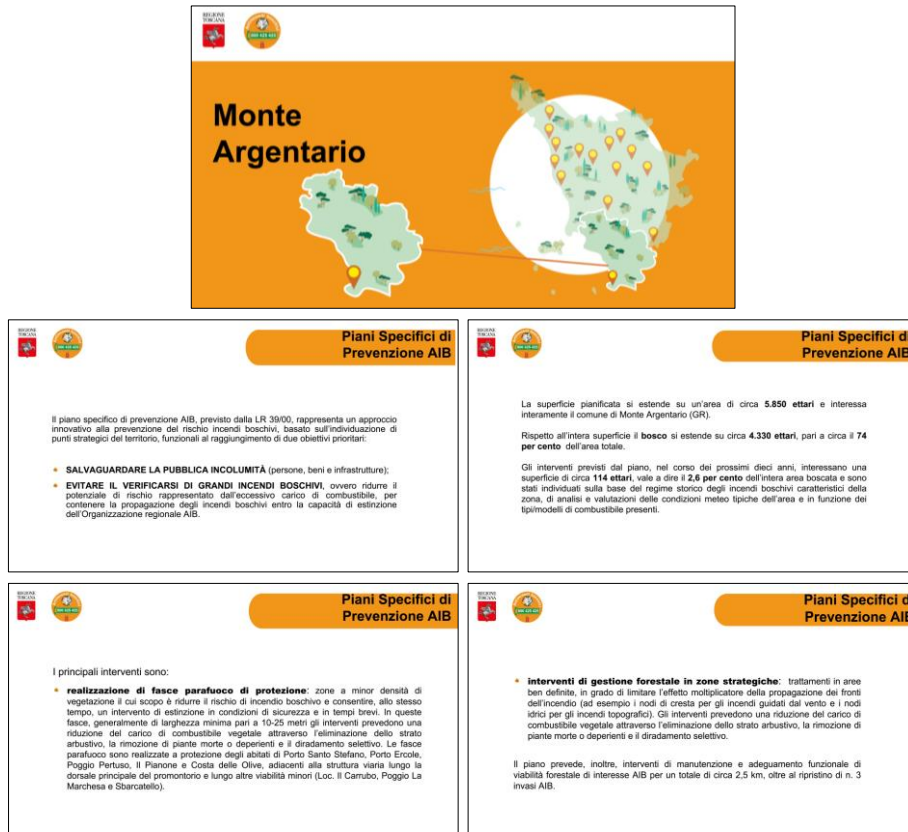 REGIONE
TOSCANA
Monte
Argentario
REGIONE
TOSCANA
Piani Specifici di
Prevenzione AIB
Il piano specifico di prevenzione AIB, previsto dalla LR 39/00, rappresenta un approccio
innovativo alla prevenzione del rischio incendi boschivi, basato sull'individuazione di
punti strategici del territorio, funzionali al raggiungimento di due obiettivi prioritari:
SALVAGUARDARE LA PUBBLICA INCOLUMITÀ (persone, beni e infrastrutture);
EVITARE IL VERIFICARSI DI GRANDI INCENDI BOSCHIVI, ovvero ridurre il
potenziale di rischio rappresentato dall'eccessivo carico di combustibile, per
contenere la propagazione degli incendi boschivi entro la capacità di estinzione
dell'Organizzazione regionale AIB.
REGIONE
TOSCANA
Piani Specifici di
Prevenzione AIB
La superficie pianificata si estende su un'area di circa 5.850 ettari e interessa
interamente il comune di Monte Argentario (GR).
Rispetto all'intera superficie il bosco si estende su circa 4.330 ettari, pari a circa il 74
per cento dell'area totale.
Gli interventi previsti dal piano, nel corso dei prossimi dieci anni, interessano una
superficie di circa 114 ettari, vale a dire il 2,6 per cento dell'intera area boscata e sono
stati individuati sulla base del regime storico degli incendi boschivi caratteristici della
zona, di analisi e valutazioni delle condizioni meteo tipiche dell'area e in funzione dei
tipi/modelli di combustibile presenti.
REGIONE
TOSCANA
Piani Specifici di
Prevenzione AIB
I principali interventi sono:
realizzazione di fasce parafuoco di protezione: zone a minor densità di
vegetazione il cui scopo è ridurre il rischio di incendio boschivo e consentire, allo stesso
tempo, un intervento di estinzione in condizioni di sicurezza e in tempi brevi. In queste
fasce, generalmente di larghezza minima pari a 10-25 metri gli interventi prevedono una
riduzione del carico di combustibile vegetale attraverso l'eliminazione dello strato
arbustivo, la rimozione di piante morte o deperienti e il diradamento selettivo. Le fasce
parafuoco sono realizzate a protezione degli abitati di Porto Santo Stefano, Porto Ercole,
Poggio Pertuso, Il Pianone e Costa delle Olive, adiacenti alla struttura viaria lungo la
dorsale principale del promontorio e lungo altre viabilità minori (Loc. Il Carrubo, Poggio La
Marchesa e Sbarcatello).
REGIONE
TOSCANA
Piani Specifici di
Prevenzione AIB
interventi di gestione forestale in zone strategiche: trattamenti in aree
ben definite, in grado di limitare l'effetto moltiplicatore della propagazione dei fronti
dell'incendio (ad esempio i nodi di cresta per gli incendi guidati dal vento e i nodi
idrici per gli incendi topografici). Gli interventi prevedono una riduzione del carico di
combustibile vegetale attraverso l'eliminazione dello strato arbustivo, la rimozione di
piante morte o deperienti e il diradamento selettivo.
Il piano prevede, inoltre, interventi di manutenzione e adeguamento funzionale di
viabilità forestale di interesse AIB per un totale di circa 2,5 km, oltre al ripristino di n. 3
invasi AIB.